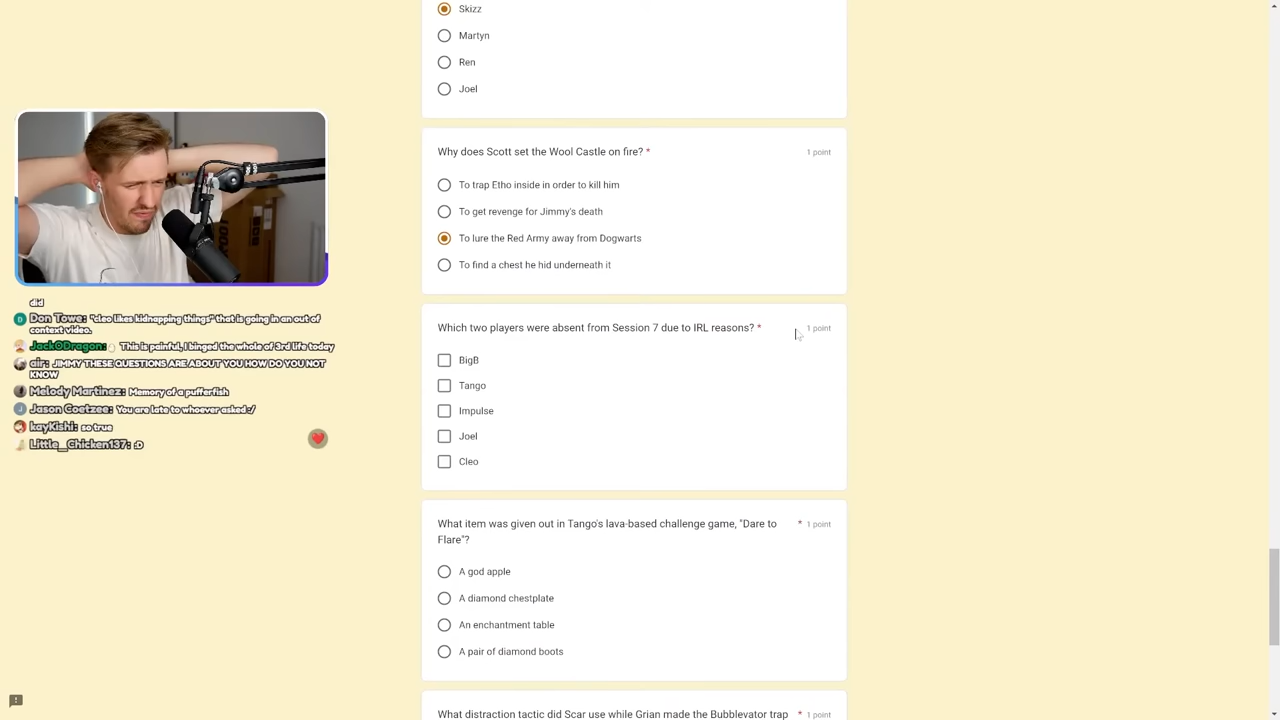 Skizz
Martyn
Ren
Joel
Why does Scott set the Wool Castle on fire? *
1 point
To trap Etho inside in order to kill him
To get revenge for Jimmy's death
To lure the Red Army away from Dogwarts
To find a chest he hid underneath it
Which two players were absent from Session 7 due to IRL reasons? *
1 point
BigB
Tango
Impulse
Joel
Cleo
What item was given out in Tango's lava-based challenge game, "Dare to
Flare"?
* 1 point
A god apple
A diamond chestplate
An enchantment table
A pair of diamond boots
What distraction tactic did Scar use while Grian made the Bubblevator trap
* 1 point
did
Don Towe: "cleo likes kidnapping things" that is going in an out of
context video.
JackODragon: This is painful, I binged the whole of 3rd life today
air: JIMMY THESE QUESTIONS ARE ABOUT YOU HOW DO YOU NOT
KNOW
Melody Martinez: Memory of a pufferfish
Jason Coetzee: You are late to whoever asked :/
kayKishi: so true
Little_Chicken137: :D